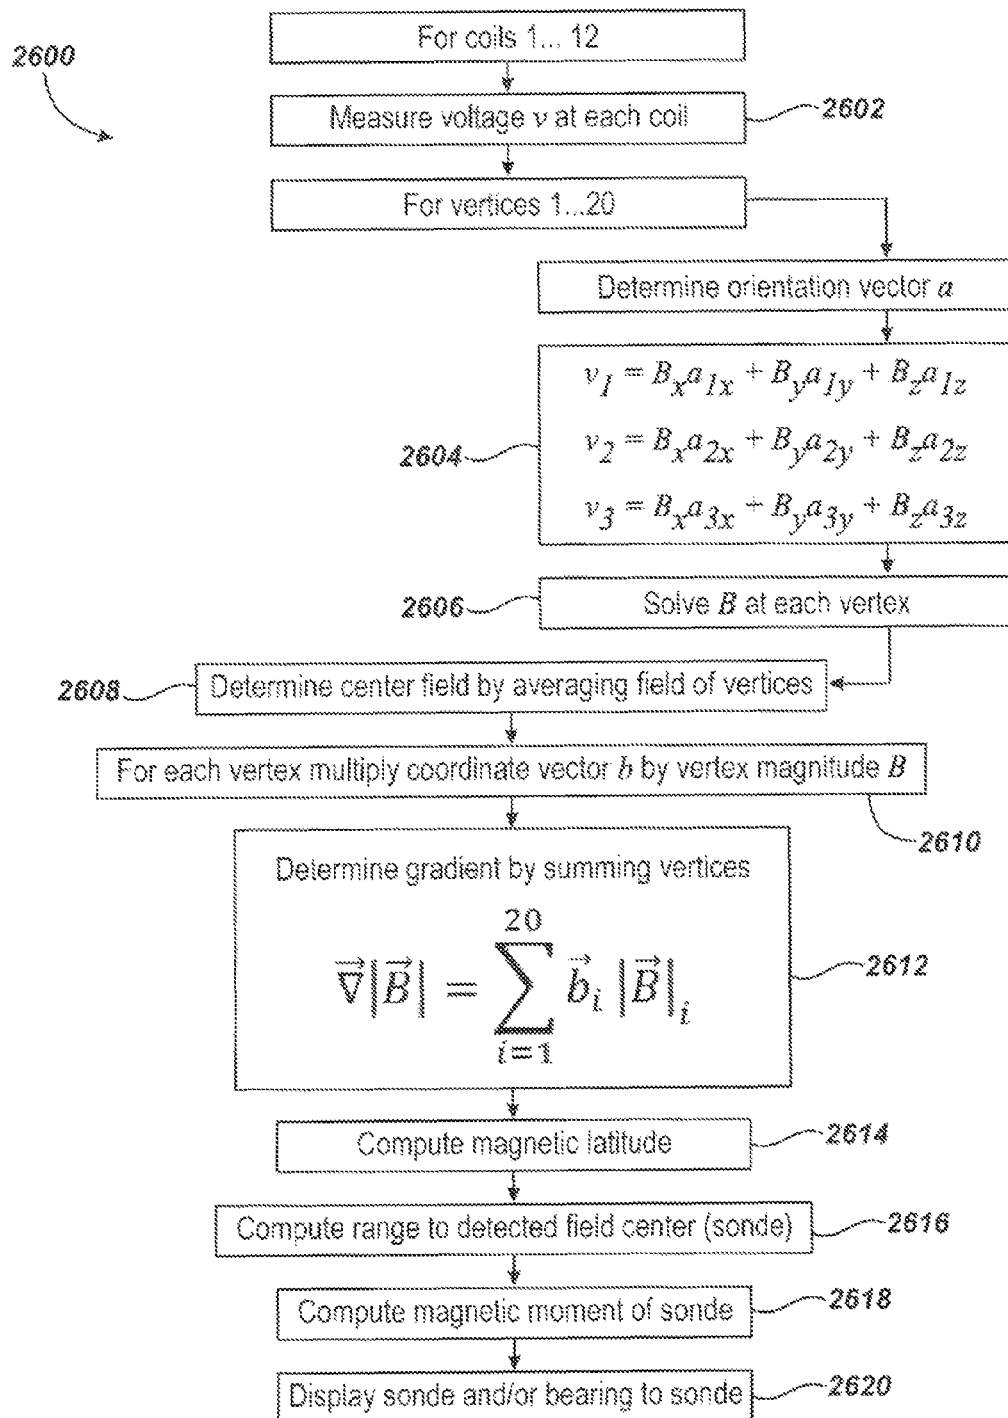 2600
For coils 1... 12
Measure voltage v at each coil
2602
For vertices 1...20
Determine orientation vector a
v1 = Bxa1x + Bya1y + Bza1z
v2 = Bxa2x + Bya2y + Bza2z
v3 = Bxa3x + Bya3y + Bza3z
2604
2606
Solve B at each vertex
2608
Determine center field by averaging field of vertices
For each vertex multiply coordinate vector b by vertex magnitude B
2610
Determine gradient by summing vertices
∇⃗|B⃗| = ∑_{i=1}^{20} b⃗ᵢ |B⃗|ᵢ
2612
Compute magnetic latitude
2614
Compute range to detected field center (sonde)
2616
Compute magnetic moment of sonde
2618
Display sonde and/or bearing to sonde
2620